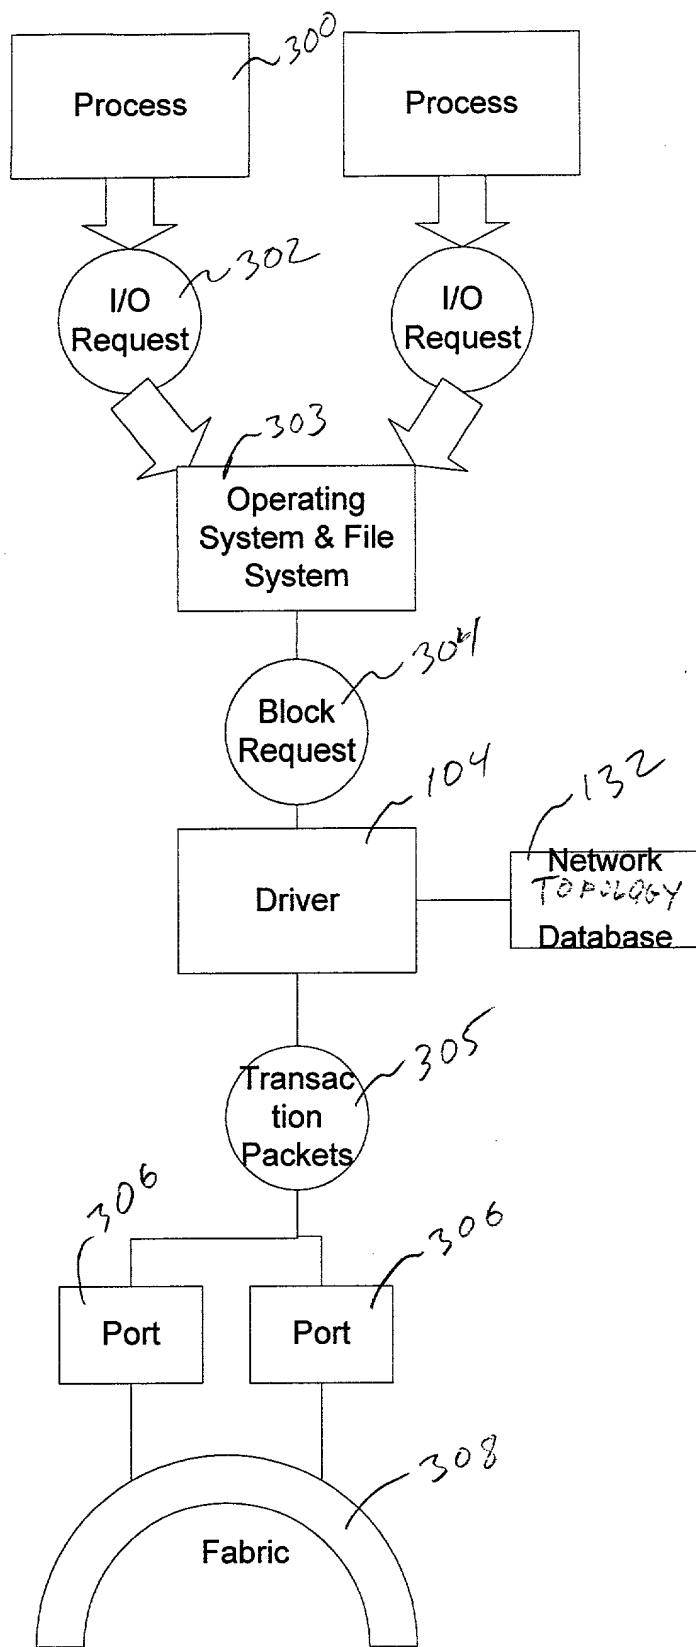 300
Process
Process
302
I/O
Request
I/O
Request
303
Operating
System & File
System
304
Block
Request
104
132
Driver
Network
TOPOLOGY
Database
305
Transac
tion
Packets
306
306
Port
Port
308
Fabric